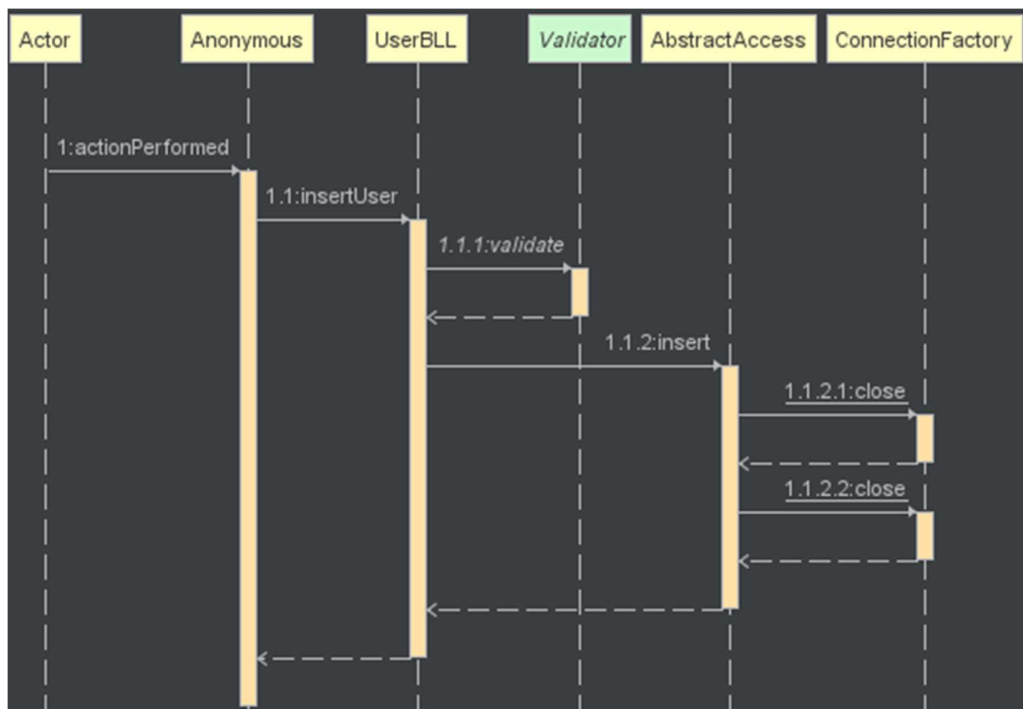 Actor
Anonymous
UserBLL
Validator
AbstractAccess
ConnectionFactory
1:actionPerformed
1.1:insertUser
1.1.1:validate
1.1.2:insert
1.1.2.1:close
1.1.2.2:close